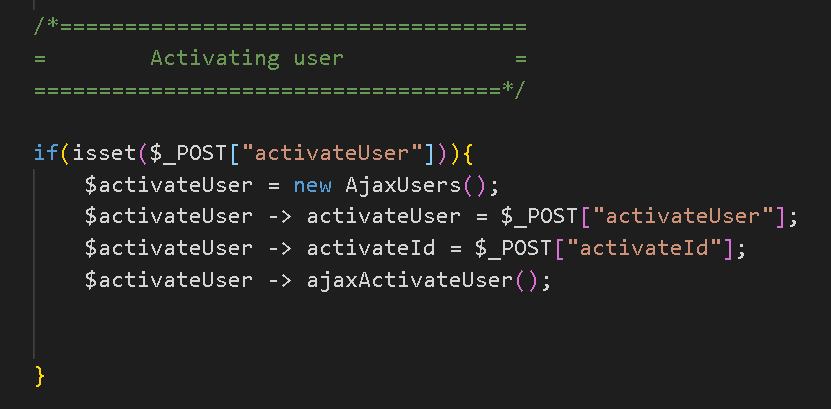 /*====================================
=        Activating user             =
====================================*/
if(isset($_POST["activateUser"])){
    $activateUser = new AjaxUsers();
    $activateUser -> activateUser = $_POST["activateUser"];
    $activateUser -> activateId = $_POST["activateId"];
    $activateUser -> ajaxActivateUser();
}